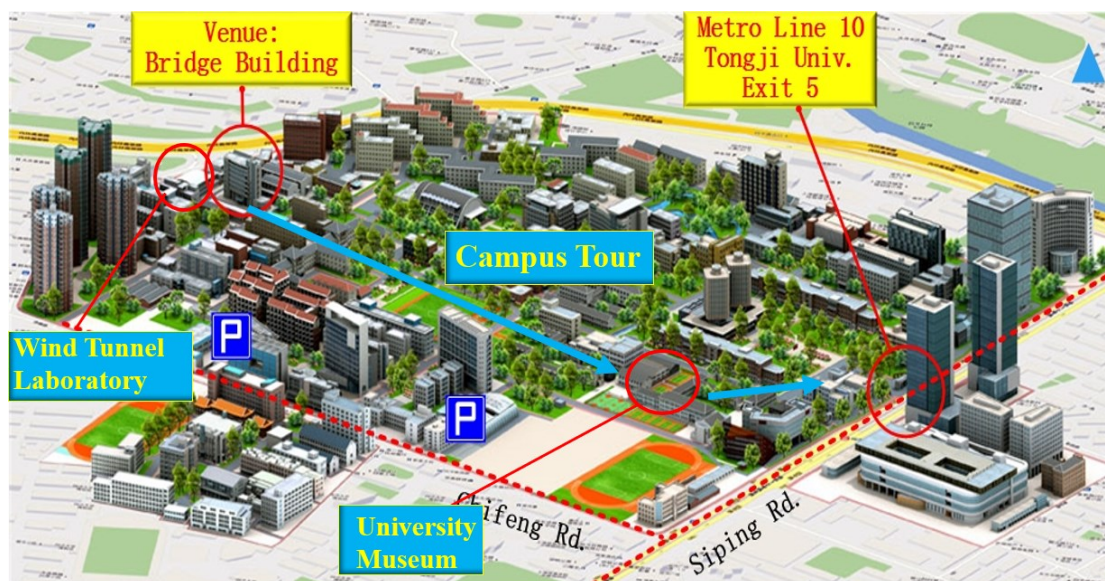 Venue:
Bridge Building
Metro Line 10
Tongji Univ.
Exit 5
Campus Tour
P
Wind Tunnel
Laboratory
P
University
Museum
Chifeng Rd.
Siping Rd.